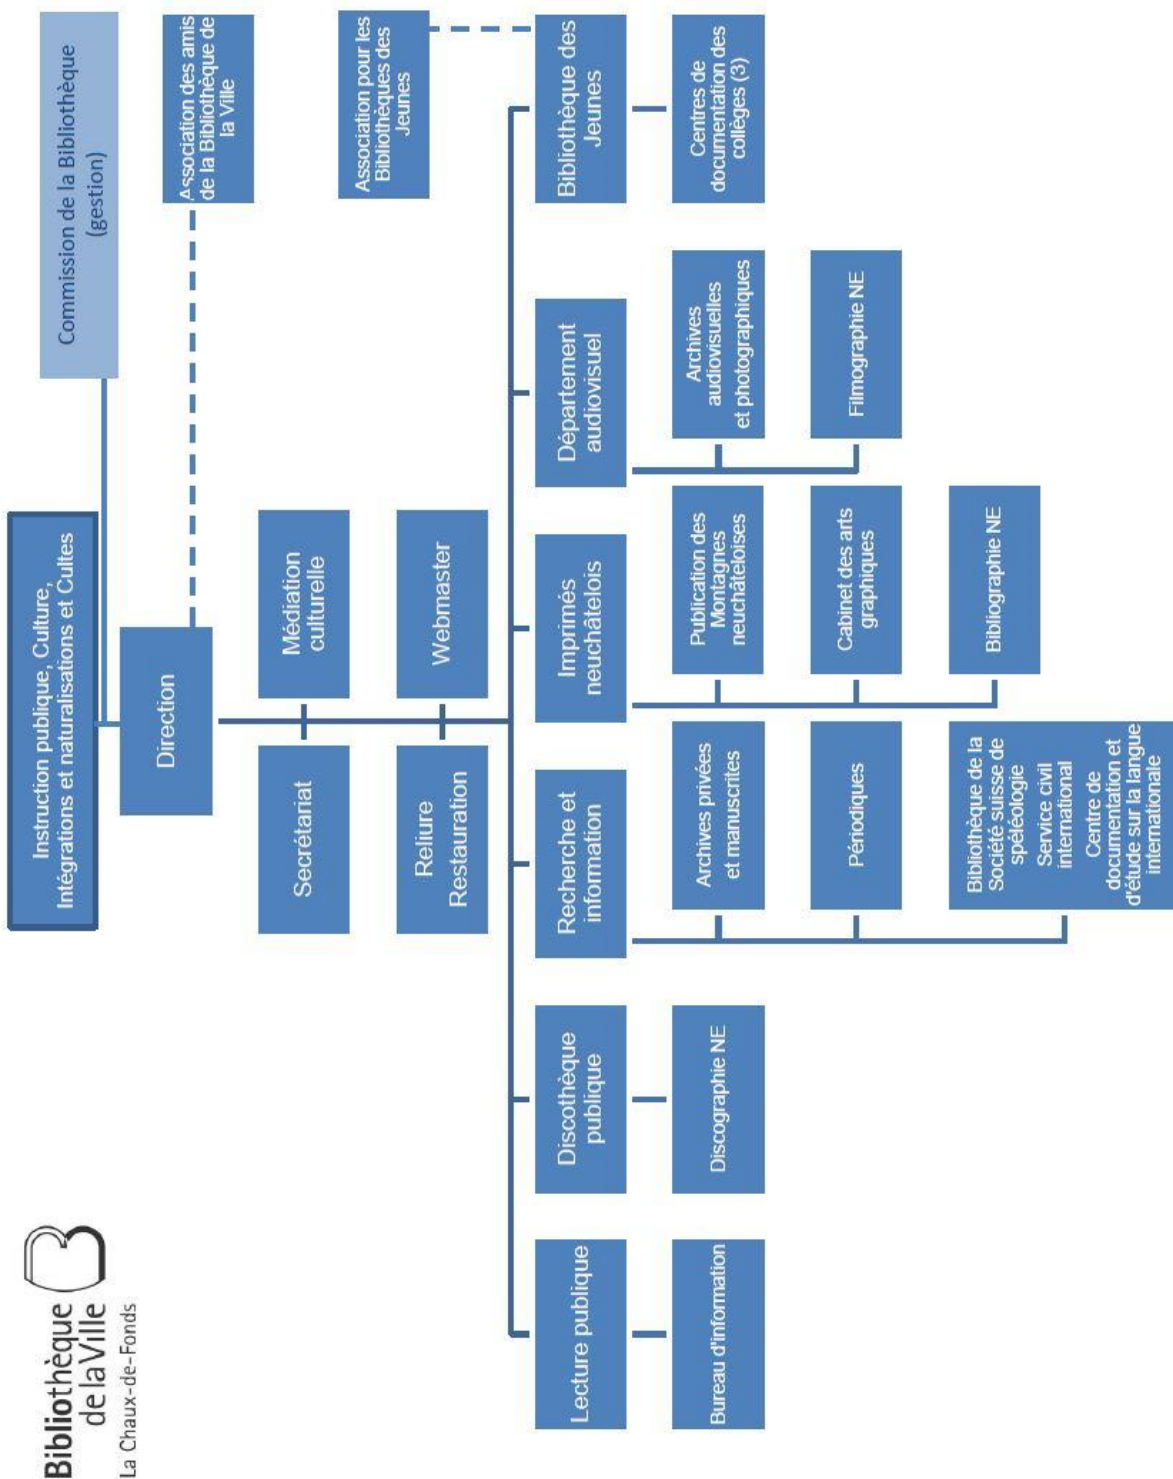 Bibliothèque
de la Ville
La Chaux-de-Fonds
Instruction publique, Culture,
Intégrations et naturalisations et Cultes
Commission de la Bibliothèque
(gestion)
Direction
Association des amis
de la Bibliothèque de
la Ville
Secrétariat
Médiation
culturelle
Association pour les
Bibliothèques des
Jeunes
Reliure
Restauration
Webmaster
Lecture publique
Discothèque
publique
Recherche et
information
Imprimés
neuchâtelois
Département
audiovisuel
Bibliothèque des
Jeunes
Bureau d'information
Discographie NE
Archives privées
et manuscrites
Publication des
Montagnes
neuchâteloises
Archives
audiovisuelles
et photographiques
Centres de
documentation des
collèges (3)
Périodiques
Cabinet des arts
graphiques
Filmographie NE
Bibliothèque de la
Société suisse de
spéléologie
Service civil
international
Centre de
documentation et
d'étude sur la langue
internationale
Bibliographie NE